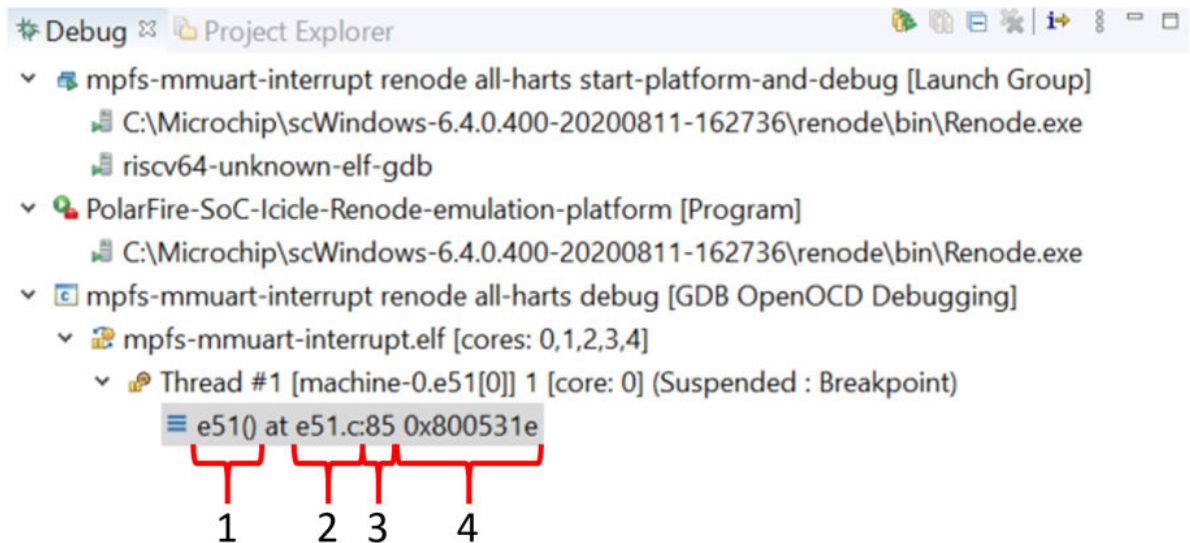 Debug Project Explorer
mpfs-mmuart-interrupt renode all-harts start-platform-and-debug [Launch Group]
C:\Microchip\scWindows-6.4.0.400-20200811-162736\renode\bin\Renode.exe
riscv64-unknown-elf-gdb
PolarFire-SoC-Icicle-Renode-emulation-platform [Program]
C:\Microchip\scWindows-6.4.0.400-20200811-162736\renode\bin\Renode.exe
mpfs-mmuart-interrupt renode all-harts debug [GDB OpenOCD Debugging]
mpfs-mmuart-interrupt.elf [cores: 0,1,2,3,4]
Thread #1 [machine-0.e51[0]] 1 [core: 0] (Suspended : Breakpoint)
e51() at e51.c:85 0x800531e
1 2 3 4